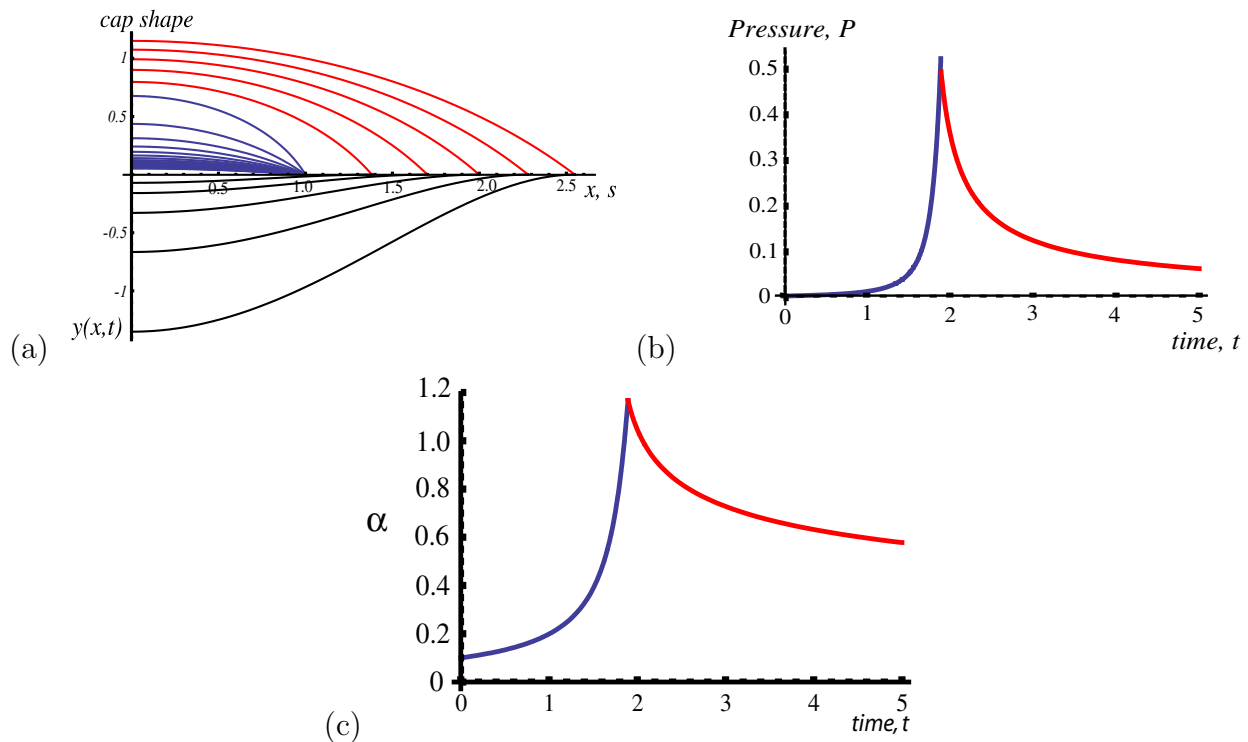 cap shape
1
0.5
0.5
1.0
1.5
2.0
2.5
x, s
-0.5
-1
y(x,t)
(a)
Pressure, P
0.5
0.4
0.3
0.2
0.1
0
0 1 2 3 4 5
time, t
(b)
1.2
1.0
0.8
α
0.6
0.4
0.2
0
0 1 2 3 4 5
time, t
(c)